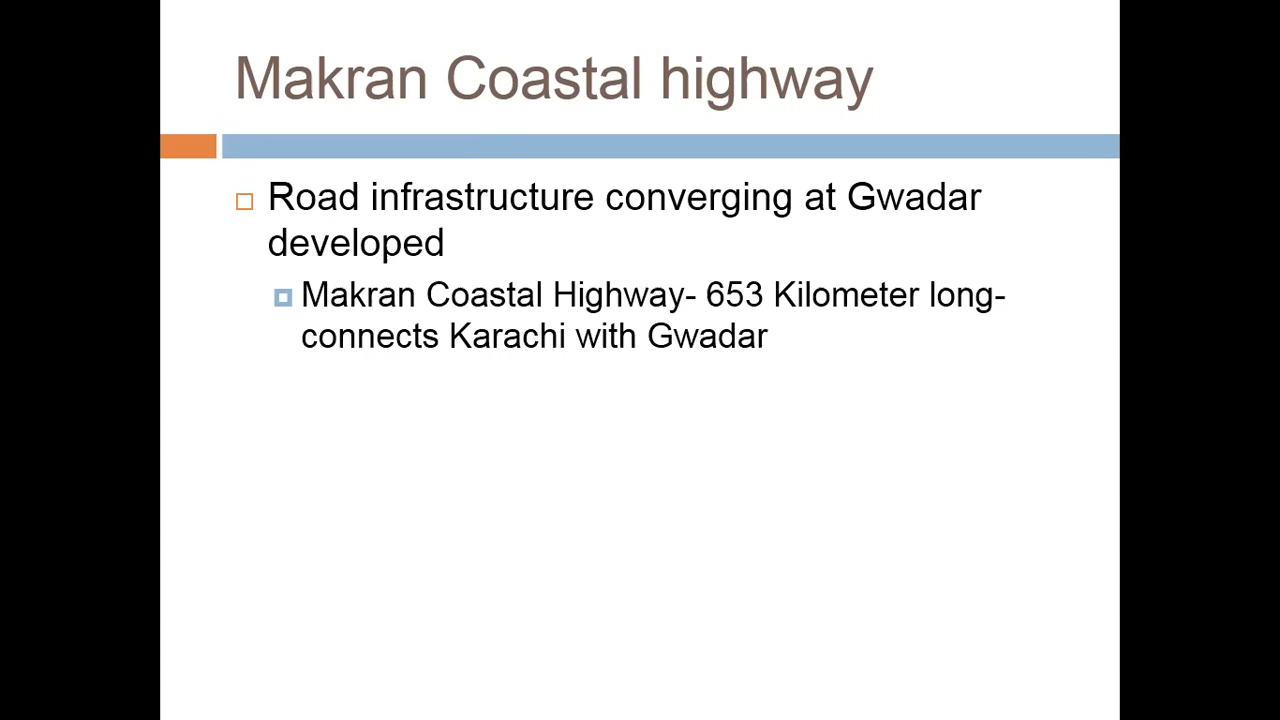 Makran Coastal highway
Road infrastructure converging at Gwadar
developed
Makran Coastal Highway- 653 Kilometer long-
connects Karachi with Gwadar